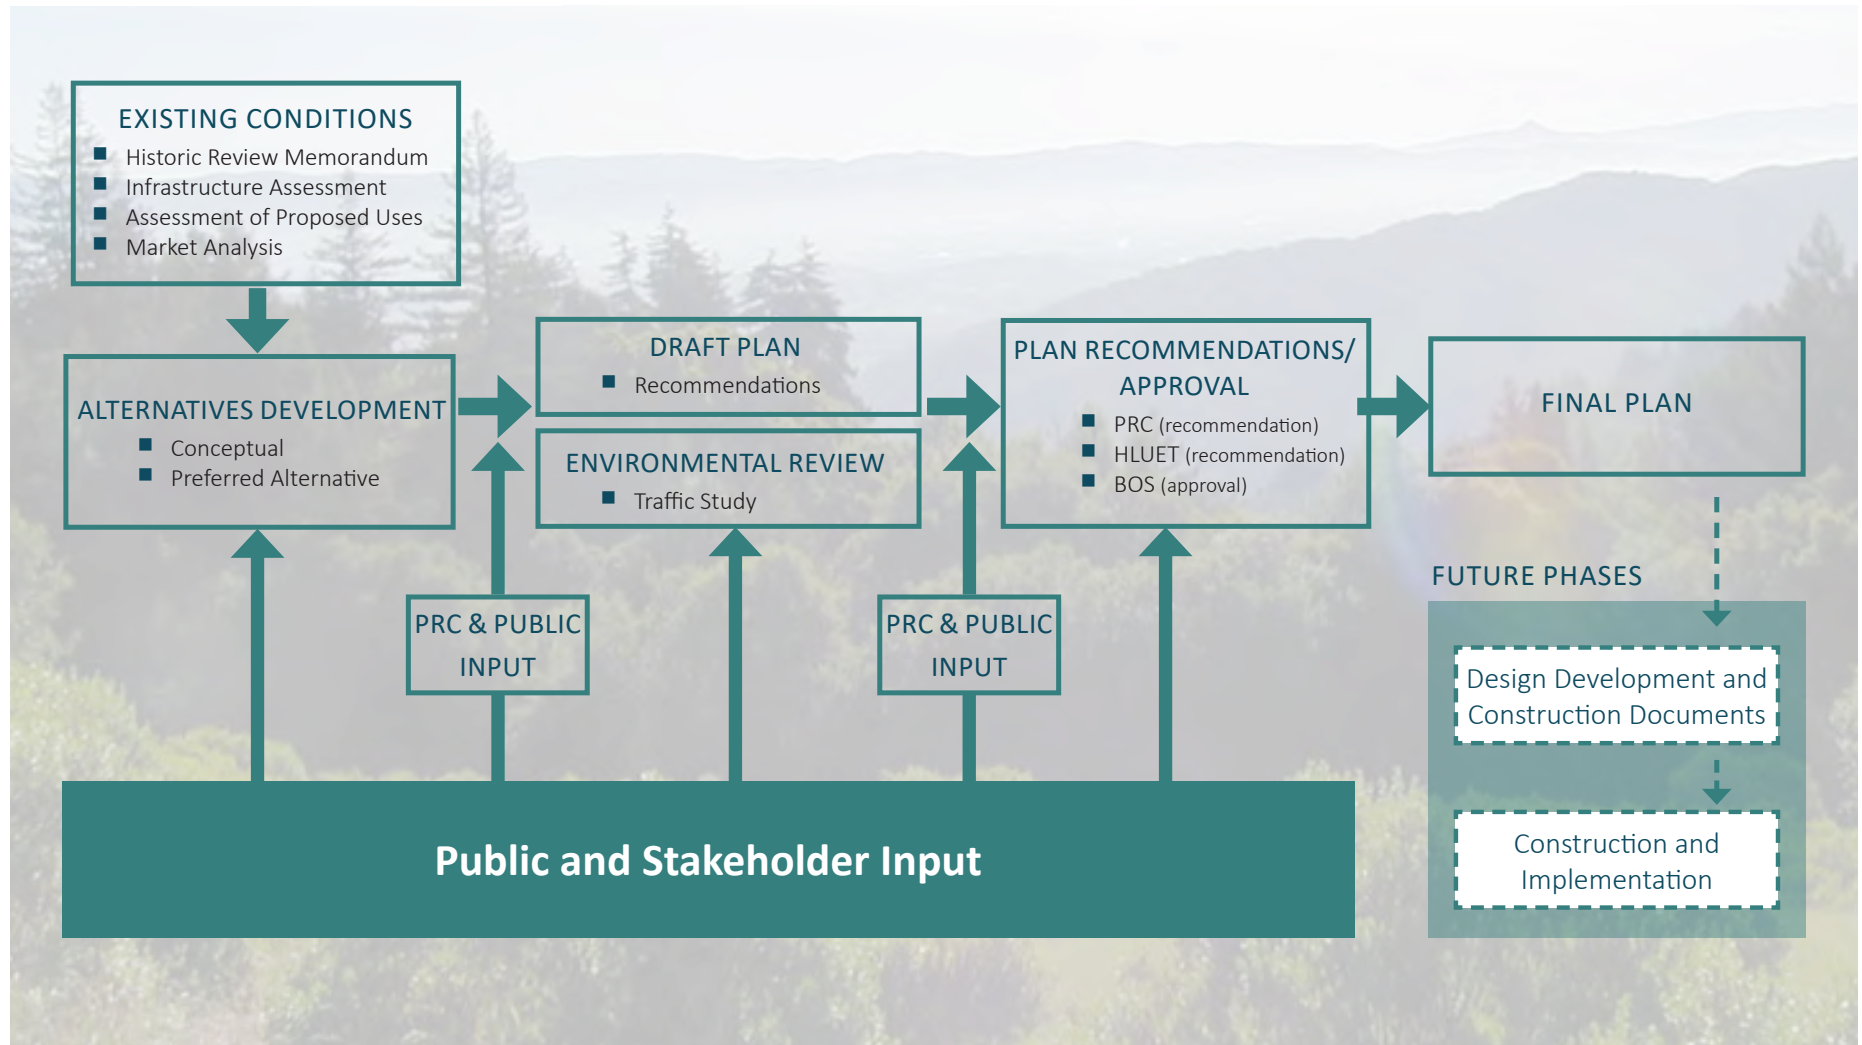 EXISTING CONDITIONS
Historic Review Memorandum
Infrastructure Assessment
Assessment of Proposed Uses
Market Analysis
ALTERNATIVES DEVELOPMENT
Conceptual
Preferred Alternative
DRAFT PLAN
Recommendations
ENVIRONMENTAL REVIEW
Traffic Study
PLAN RECOMMENDATIONS/
APPROVAL
PRC (recommendation)
HLUET (recommendation)
BOS (approval)
FINAL PLAN
PRC & PUBLIC
INPUT
PRC & PUBLIC
INPUT
Public and Stakeholder Input
FUTURE PHASES
Design Development and
Construction Documents
Construction and
Implementation